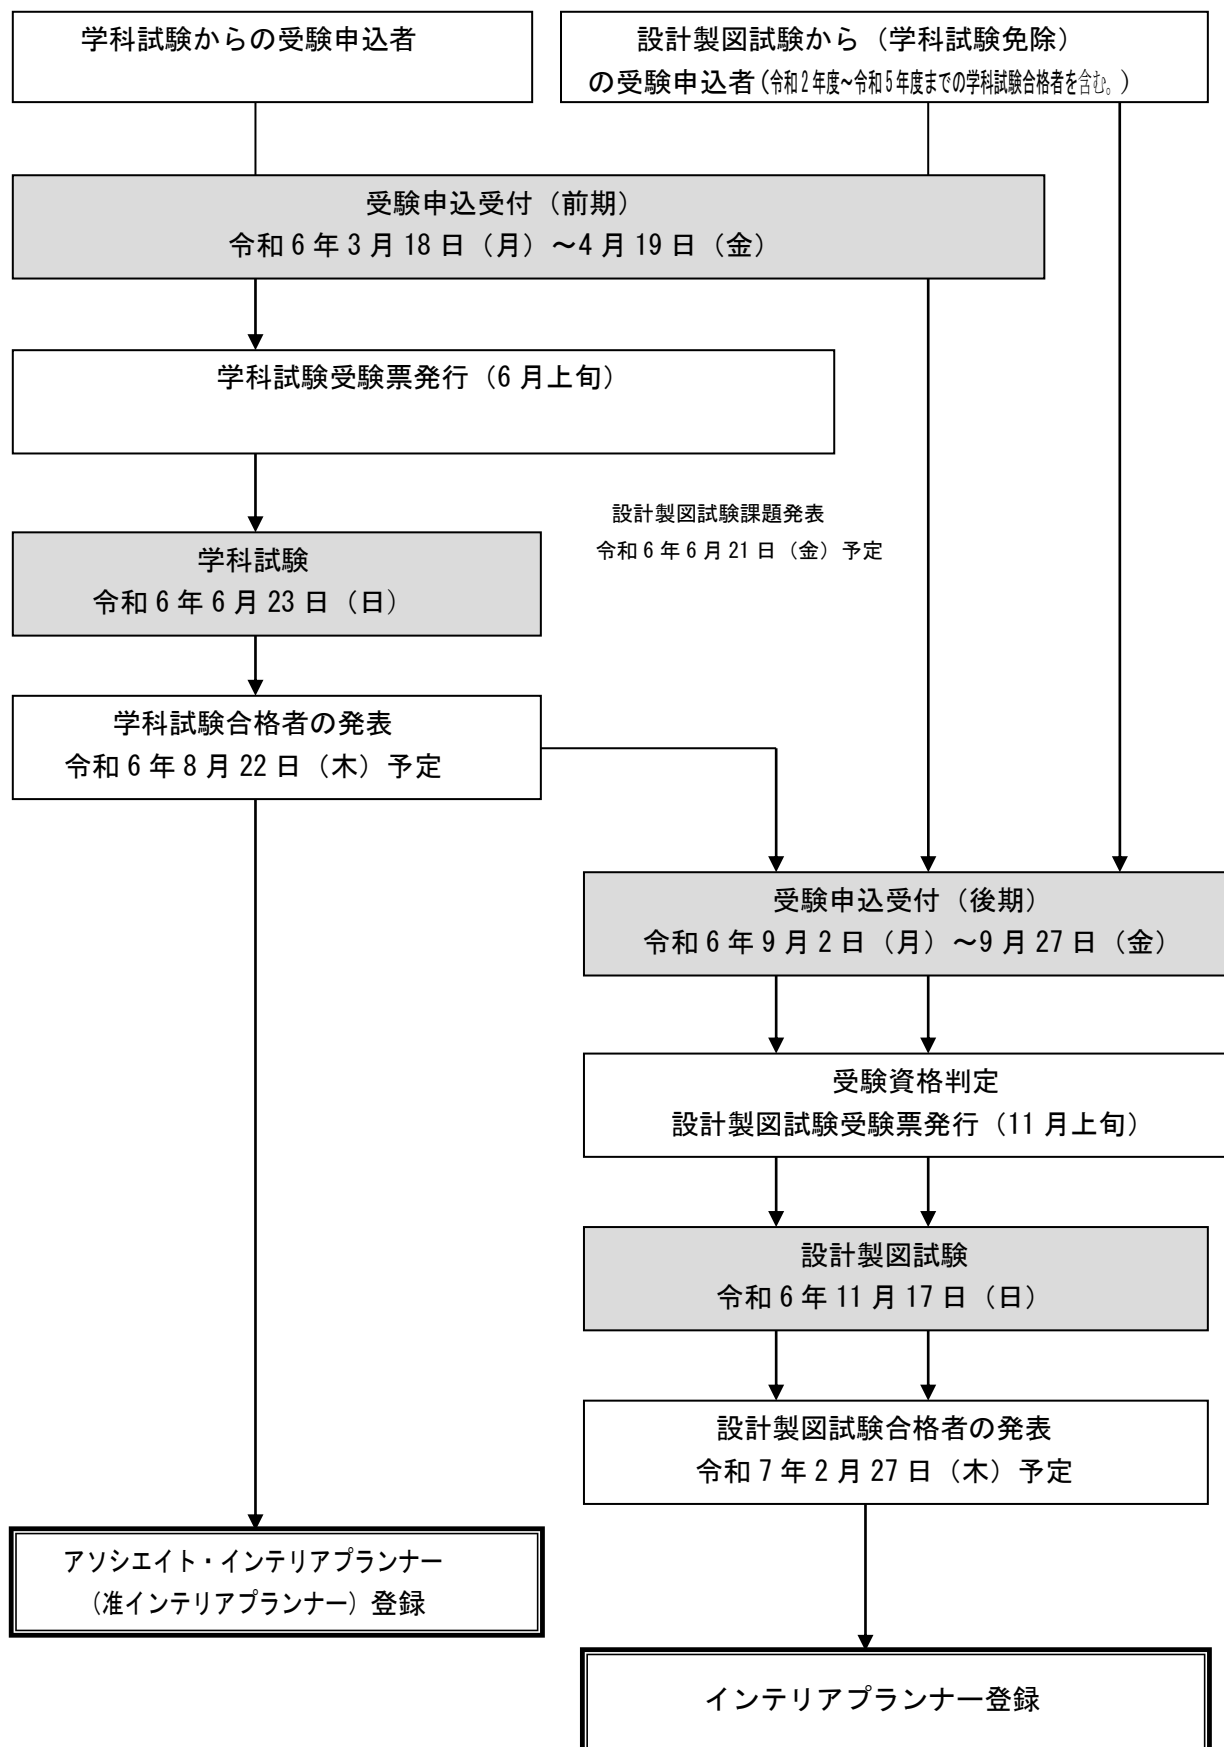 学科試験からの受験申込者
設計製図試験から（学科試験免除）
の受験申込者（令和2年度~令和5年度までの学科試験合格者を含む。）
受験申込受付（前期）
令和6年3月18日（月）～4月19日（金）
学科試験受験票発行（6月上旬）
設計製図試験課題発表
令和6年6月21日（金）予定
学科試験
令和6年6月23日（日）
学科試験合格者の発表
令和6年8月22日（木）予定
受験申込受付（後期）
令和6年9月2日（月）～9月27日（金）
受験資格判定
設計製図試験受験票発行（11月上旬）
設計製図試験
令和6年11月17日（日）
設計製図試験合格者の発表
令和7年2月27日（木）予定
アソシエイト・インテリアプランナー
（准インテリアプランナー）登録
インテリアプランナー登録